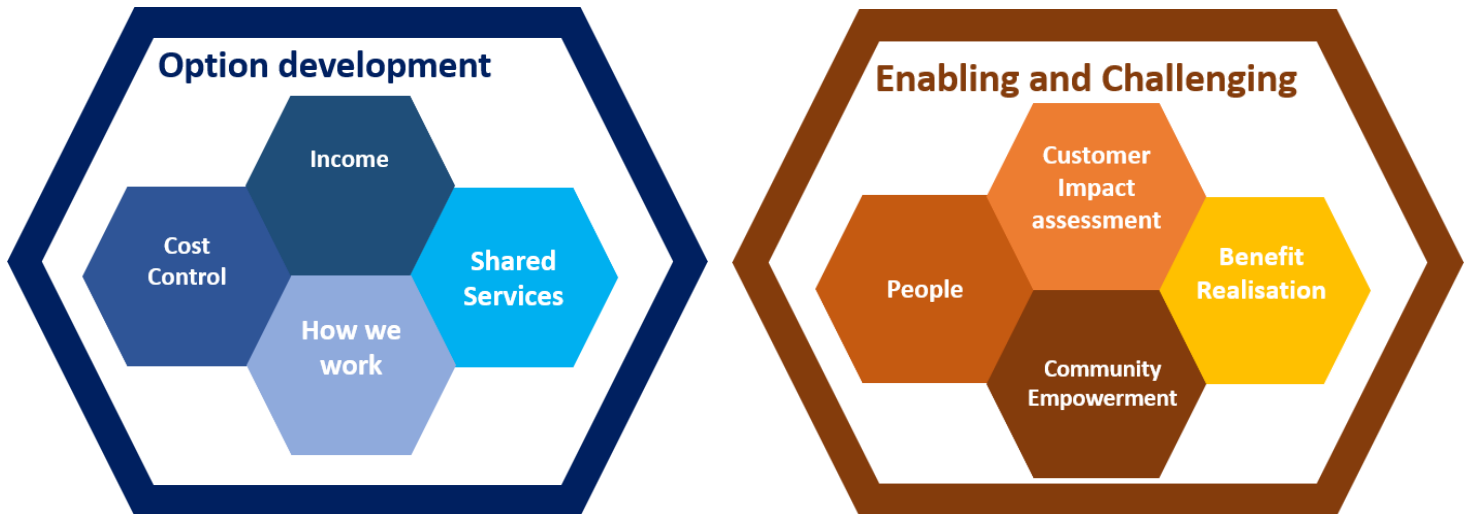 Option development
Income
Cost
Control
Shared
Services
How we
work
Enabling and Challenging
Customer
Impact
assessment
People
Benefit
Realisation
Community
Empowerment